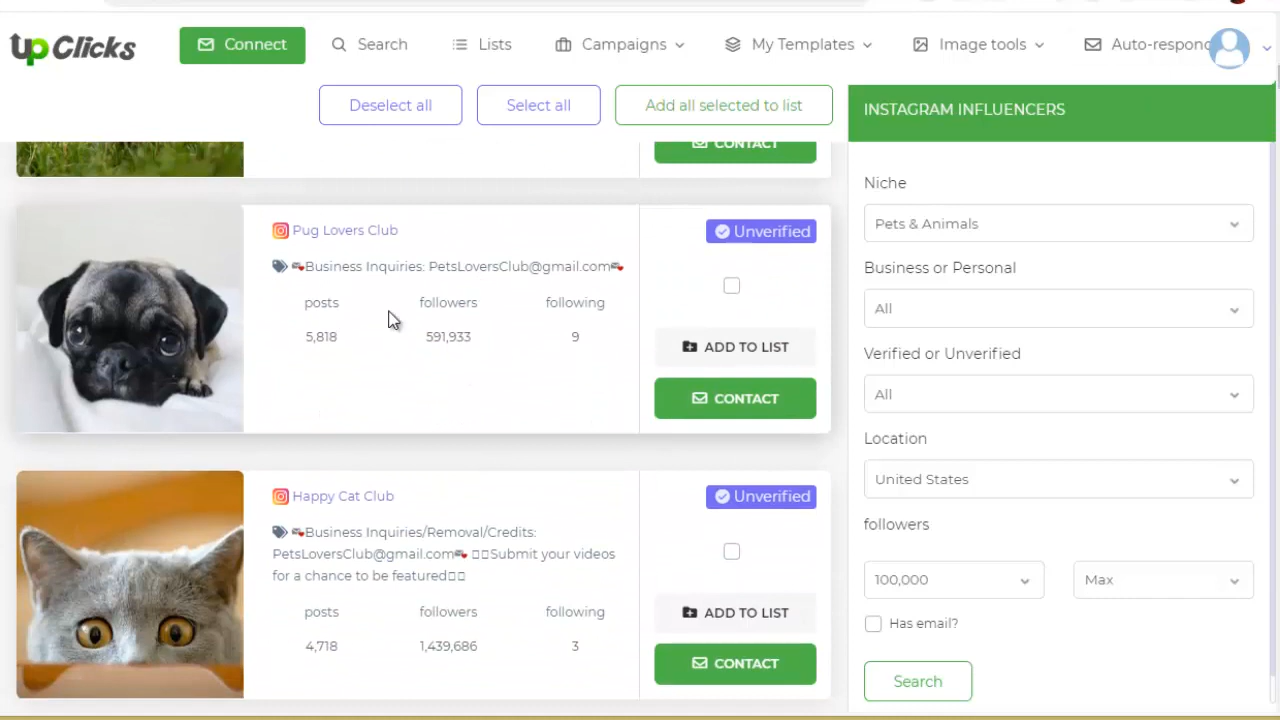 up Clicks
Connect
Search
Lists
Campaigns
My Templates
Image tools
Auto-respon
Deselect all
Select all
Add all selected to list
INSTAGRAM INFLUENCERS
CONTACT
Pug Lovers Club
Business Inquiries: PetsLoversClub@gmail.com
posts followers following
5,818 591,933 9
Unverified
ADD TO LIST
CONTACT
Happy Cat Club
Business Inquiries/Removal/Credits:
PetsLoversClub@gmail.com Submit your videos
for a chance to be featured
posts followers following
4,718 1,439,686 3
Unverified
ADD TO LIST
CONTACT
Niche
Pets & Animals
Business or Personal
All
Verified or Unverified
All
Location
United States
followers
100,000 Max
Has email?
Search